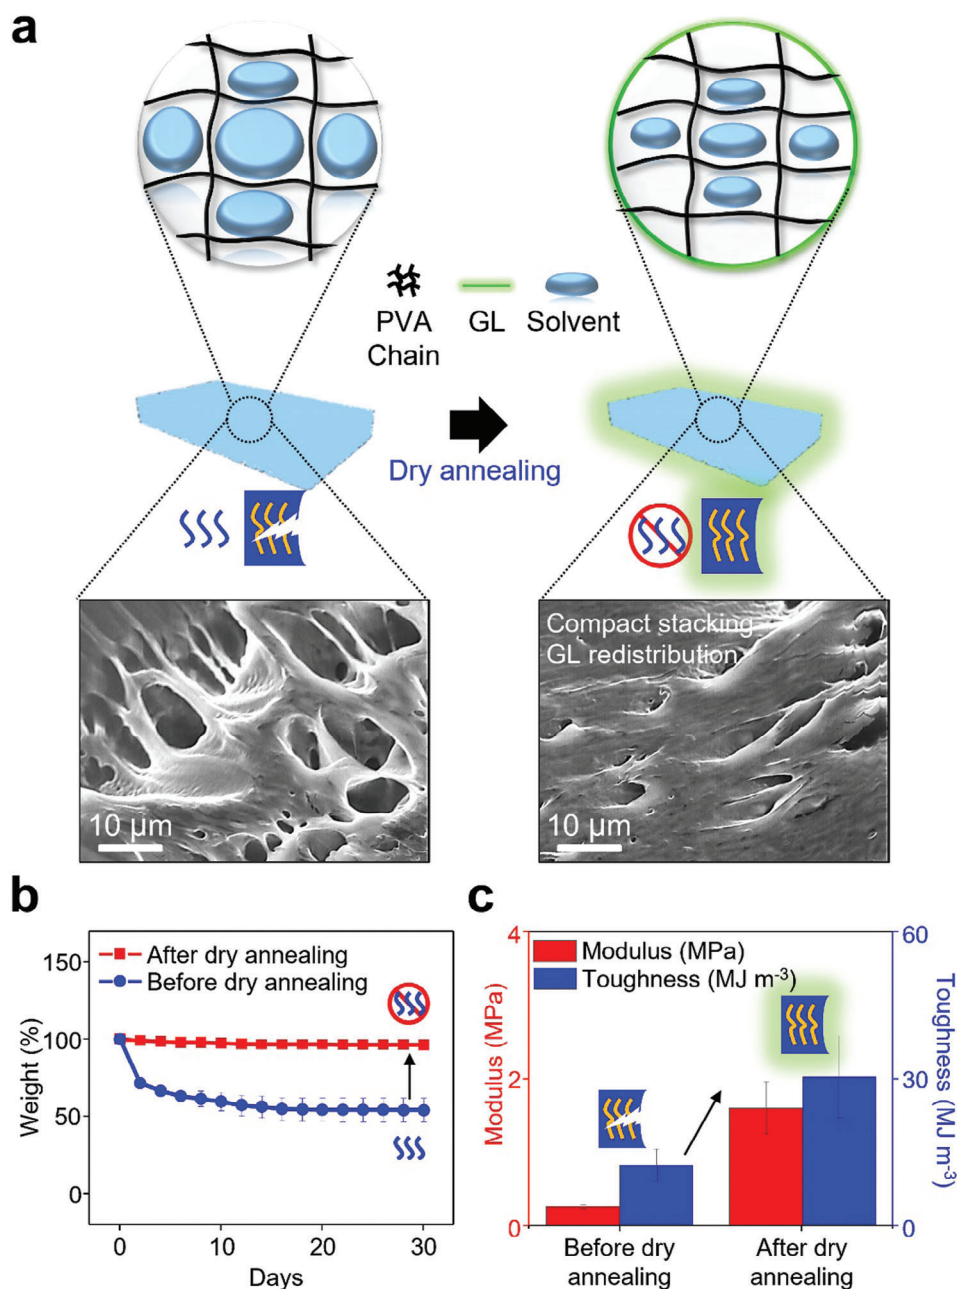 a
PVA
Chain
GL
Solvent
Dry annealing
10 μm
Compact stacking
GL redistribution
10 μm
b
After dry annealing
Before dry annealing
Weight (%)
150
100
50
0
0
10
20
30
Days
c
Modulus (MPa)
Toughness (MJ m⁻³)
Modulus (MPa)
4
2
0
60
30
0
Toughness (MJ m⁻³)
Before dry
annealing
After dry
annealing